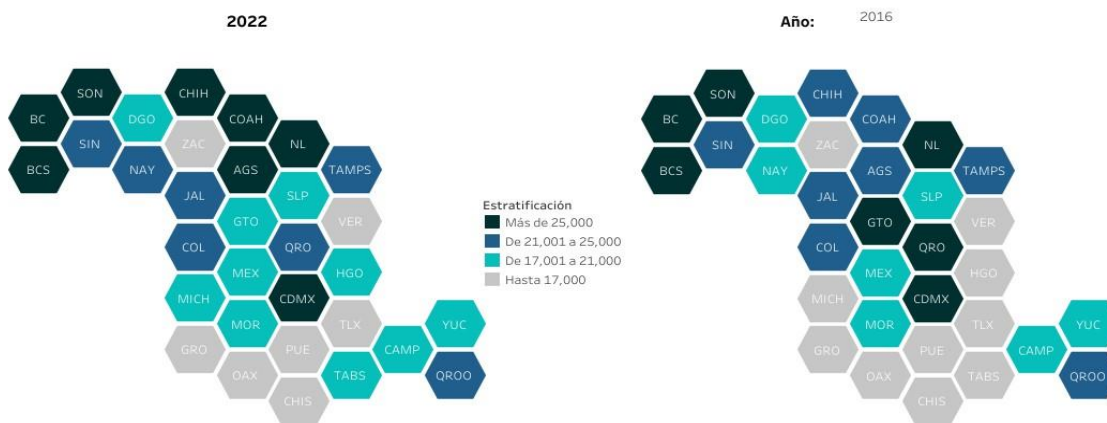 2022
SON
CHIH
BC
DGO
COAH
SIN
ZAC
NL
BCS
NAY
AGS
TAMPS
JAL
SLP
GTO
VER
COL
QRO
MEX
HGO
MICH
CDMX
MOR
TLX
YUC
GRO
PUE
CAMP
OAX
TABS
QROO
CHIS
Estratificación
Más de 25,000
De 21,001 a 25,000
De 17,001 a 21,000
Hasta 17,000
Año: 2016
SON
CHIH
BC
DGO
COAH
SIN
ZAC
NL
BCS
NAY
AGS
TAMPS
JAL
SLP
GTO
VER
COL
QRO
MEX
HGO
MICH
CDMX
MOR
TLX
YUC
GRO
PUE
CAMP
OAX
TABS
QROO
CHIS